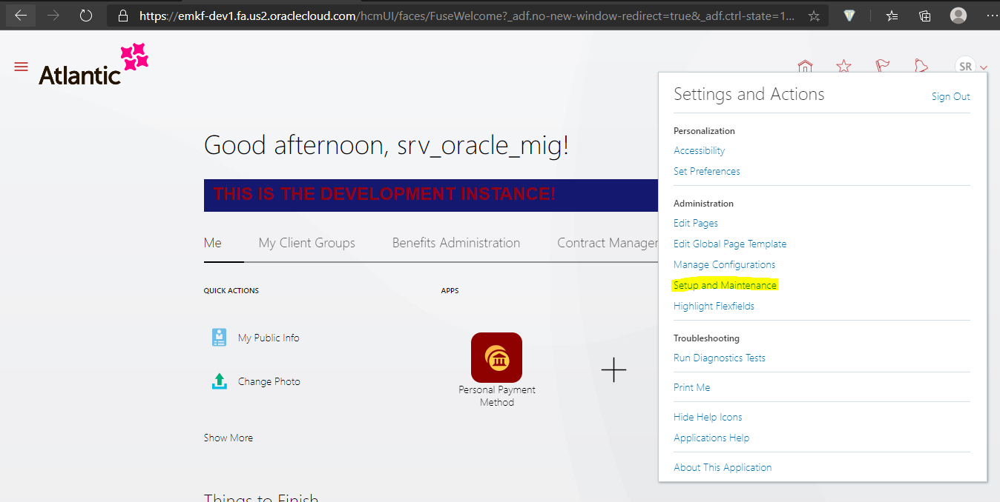 https://emkf-dev1.fa.us2.oraclecloud.com/hcmUI/faces/FuseWelcome?_adf.no-new-window-redirect=true&_adf.ctrl-state=1...
Atlantic
SR
Good afternoon, srv_oracle_mig!
THIS IS THE DEVELOPMENT INSTANCE!
Me My Client Groups Benefits Administration Contract Manager
QUICK ACTIONS APPS
My Public Info
Change Photo
Personal Payment
Method
Show More
Things to Finish
Settings and Actions Sign Out
Personalization
Accessibility
Set Preferences
Administration
Edit Pages
Edit Global Page Template
Manage Configurations
Setup and Maintenance
Highlight Flexfields
Troubleshooting
Run Diagnostics Tests
Print Me
Hide Help Icons
Applications Help
About This Application